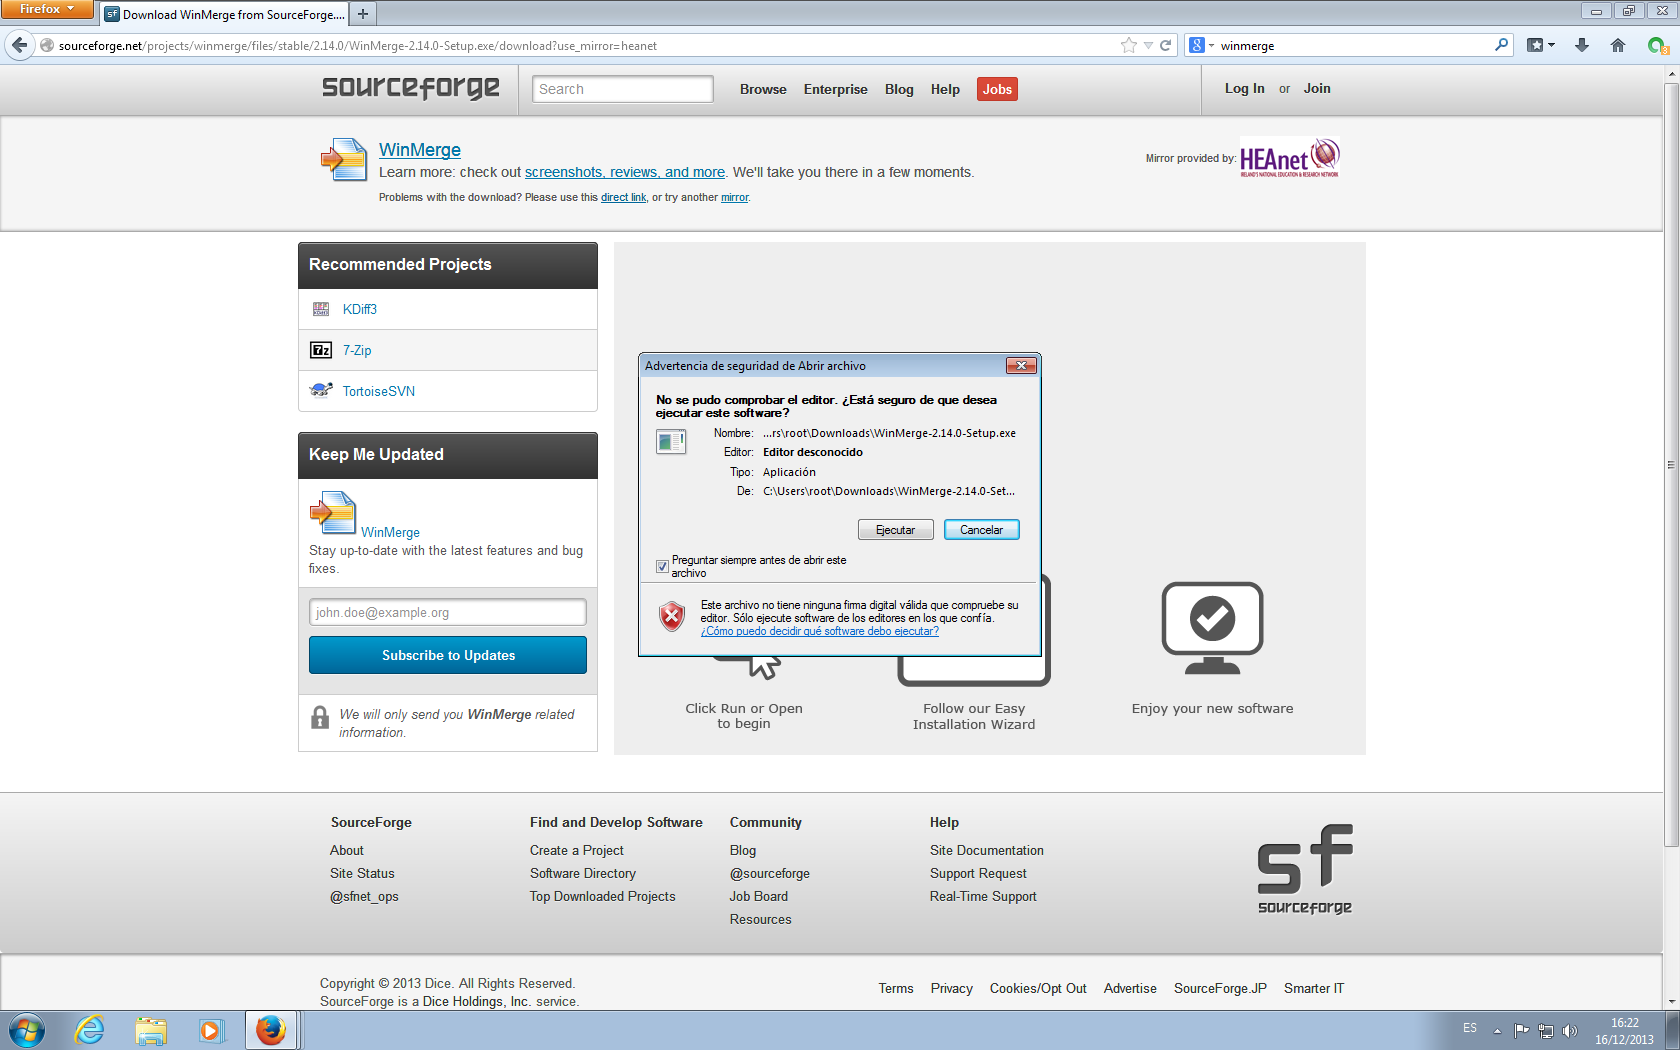 Firefox
Download WinMerge from SourceForge....
sourceforge.net/projects/winmerge/files/stable/2.14.0/WinMerge-2.14.0-Setup.exe/download?use_mirror=heanet
winmerge
sourceforge
Search
Browse
Enterprise
Blog
Help
Jobs
Log In or Join
WinMerge
Learn more: check out screenshots, reviews, and more. We'll take you there in a few moments.
Problems with the download? Please use this direct link, or try another mirror.
Mirror provided by:
HEAnet
IRELAND'S NATIONAL EDUCATION & RESEARCH NETWORK
Recommended Projects
KDiff3
7z
7-Zip
TortoiseSVN
Keep Me Updated
WinMerge
Stay up-to-date with the latest features and bug
fixes.
john.doe@example.org
Subscribe to Updates
We will only send you WinMerge related
information.
Advertencia de seguridad de Abrir archivo
No se pudo comprobar el editor. ¿Está seguro de que desea
ejecutar este software?
Nombre: ...rs\root\Downloads\WinMerge-2.14.0-Setup.exe
Editor: Editor desconocido
Tipo: Aplicación
De: C:\Users\root\Downloads\WinMerge-2.14.0-Set...
Ejecutar
Cancelar
Preguntar siempre antes de abrir este
archivo
Este archivo no tiene ninguna firma digital válida que compruebe su
editor. Sólo ejecute software de los editores en los que confía.
¿Cómo puedo decidir qué software debo ejecutar?
Click Run or Open
to begin
Follow our Easy
Installation Wizard
Enjoy your new software
SourceForge
About
Site Status
@sfnet_ops
Find and Develop Software
Create a Project
Software Directory
Top Downloaded Projects
Community
Blog
@sourceforge
Job Board
Resources
Help
Site Documentation
Support Request
Real-Time Support
sf
sourceforge
Copyright © 2013 Dice. All Rights Reserved.
SourceForge is a Dice Holdings, Inc. service.
Terms
Privacy
Cookies/Opt Out
Advertise
SourceForge.JP
Smarter IT
ES
16:22
16/12/2013